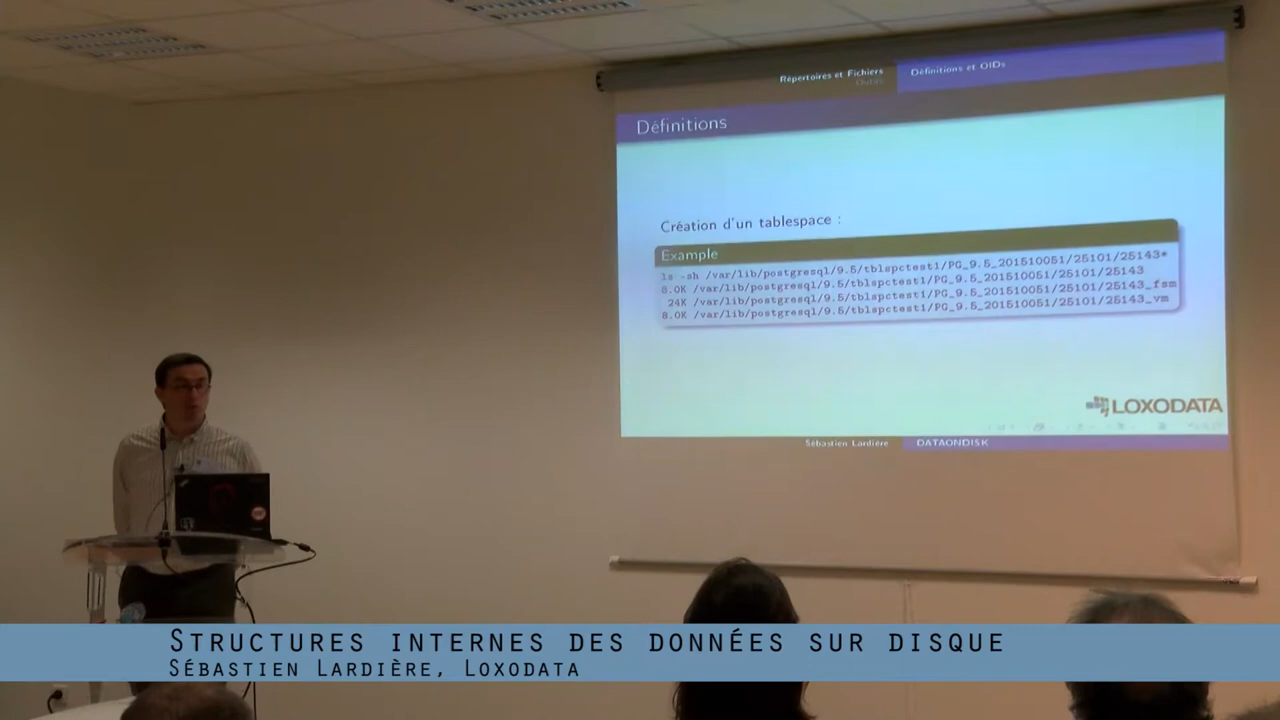 Répertoires et Fichiers
Outils
Définitions et OIDs
Définitions
Création d'un tablespace :
Example
ls -sh /var/lib/postgresql/9.5/tblspctest1/PG_9.5_201510051/25101/25143*
8.0K /var/lib/postgresql/9.5/tblspctest1/PG_9.5_201510051/25101/25143
24K /var/lib/postgresql/9.5/tblspctest1/PG_9.5_201510051/25101/25143_fsm
8.0K /var/lib/postgresql/9.5/tblspctest1/PG_9.5_201510051/25101/25143_vm
LOXODATA
Sébastien Lardière
DATAONDISK
Structures internes des données sur disque
Sébastien Lardière, Loxodata